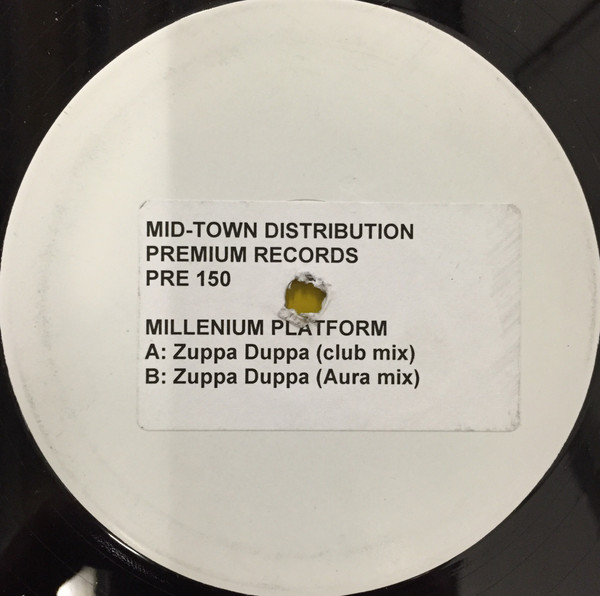 MID-TOWN DISTRIBUTION
PREMIUM RECORDS
PRE 150
MILLENIUM PLATFORM
A: Zuppa Duppa (club mix)
B: Zuppa Duppa (Aura mix)